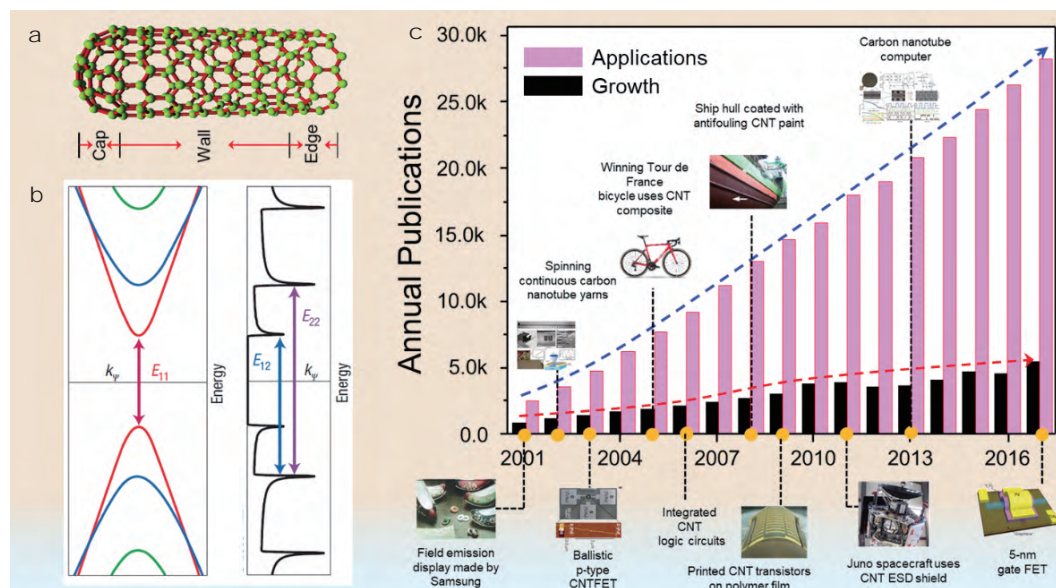 a
Cap
Wall
Edge
b
E11
kψ
Energy
E22
E12
kψ
Energy
c
Annual Publications
30.0k
25.0k
20.0k
15.0k
10.0k
5.0k
0.0
Applications
Growth
Carbon nanotube
computer
Ship hull coated with
antifouling CNT paint
Winning Tour de
France
bicycle uses CNT
composite
Spinning
continuous carbon
nanotube yarns
2001
2004
2007
2010
2013
2016
Field emission
display made by
Samsung
Ballistic
p-type
CNTFET
Integrated
CNT
logic circuits
Printed CNT transistors
on polymer film
Juno spacecraft uses
CNT ESD shield
5-nm
gate FET